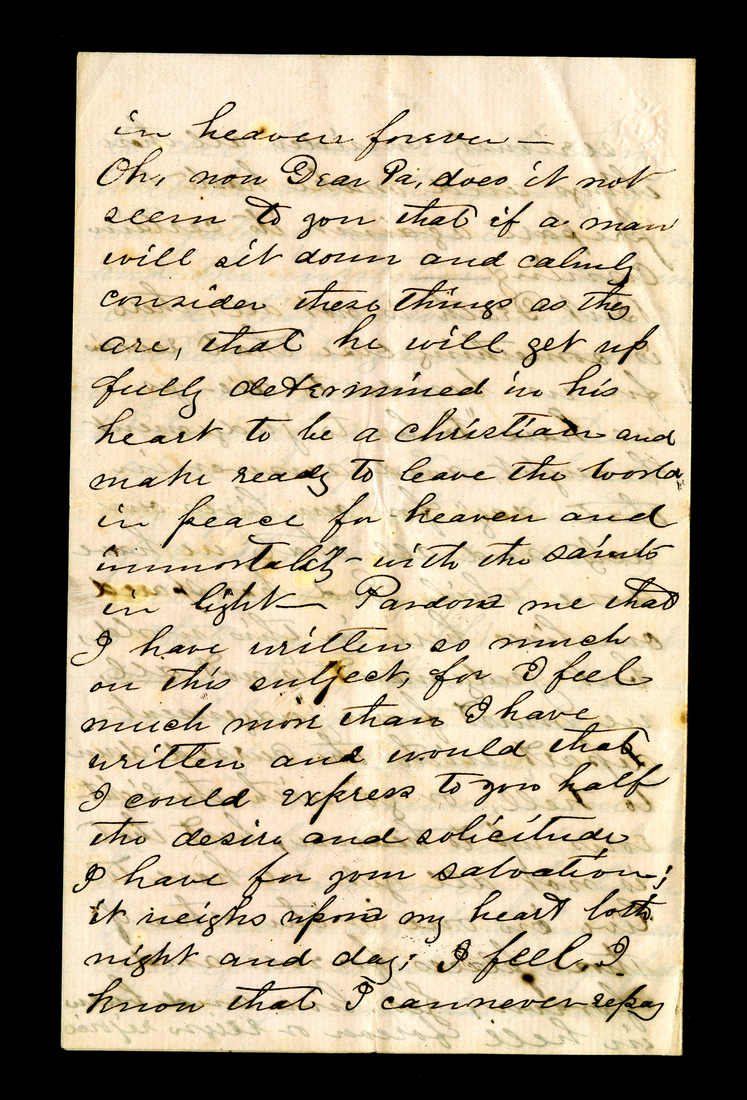 in heaven forever—
Oh, now Dear Pa, does it not
seem to you that if a man
will sit down and calmly
consider these things as they
are, that he will get up
fully determined in his
heart to be a christian and
make ready to leave the world
in peace for heaven and
immortality- with the saints
in light— Pardon me that
I have written so much
on this subject, for I feel
much more than I have
written and would that
I could express to you half
the desire and solicitude
I have for your salvation;
it weighs upon my heart both
night and day; I feel, I
know that I can never repay